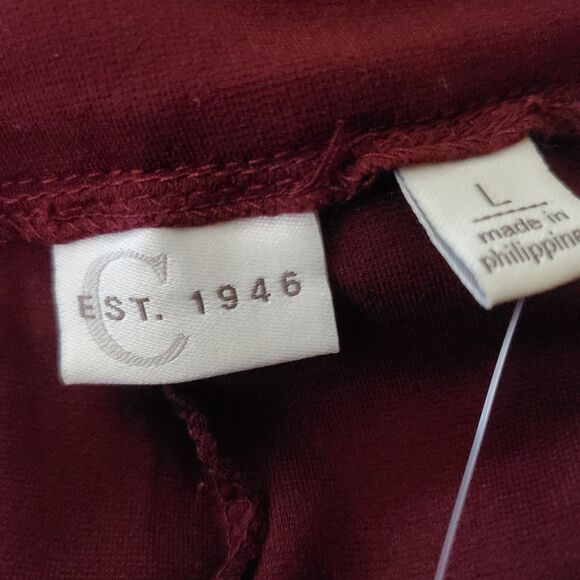 C
EST. 1946
L
made in
philippine